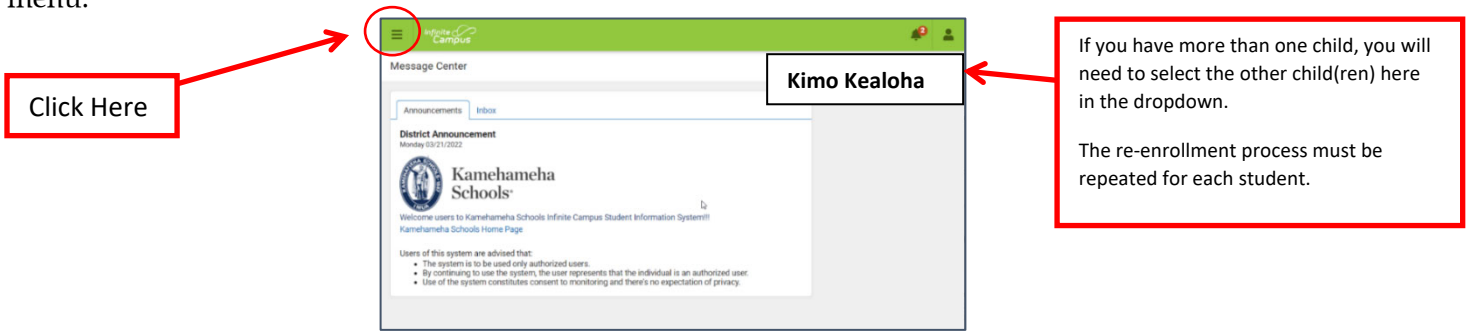 menu.
Click Here
Infinite Campus
2
Message Center
Kimo Kealoha
Announcements Inbox
District Announcement
Monday 03/21/2022
Kamehameha
Schools
Welcome users to Kamehameha Schools Infinite Campus Student Information System!!!
Kamehameha Schools Home Page
Users of this system are advised that:
• The system is to be used only authorized users.
• By continuing to use the system, the user represents that the individual is an authorized user.
• Use of the system constitutes consent to monitoring and there's no expectation of privacy.
If you have more than one child, you will
need to select the other child(ren) here
in the dropdown.
The re-enrollment process must be
repeated for each student.